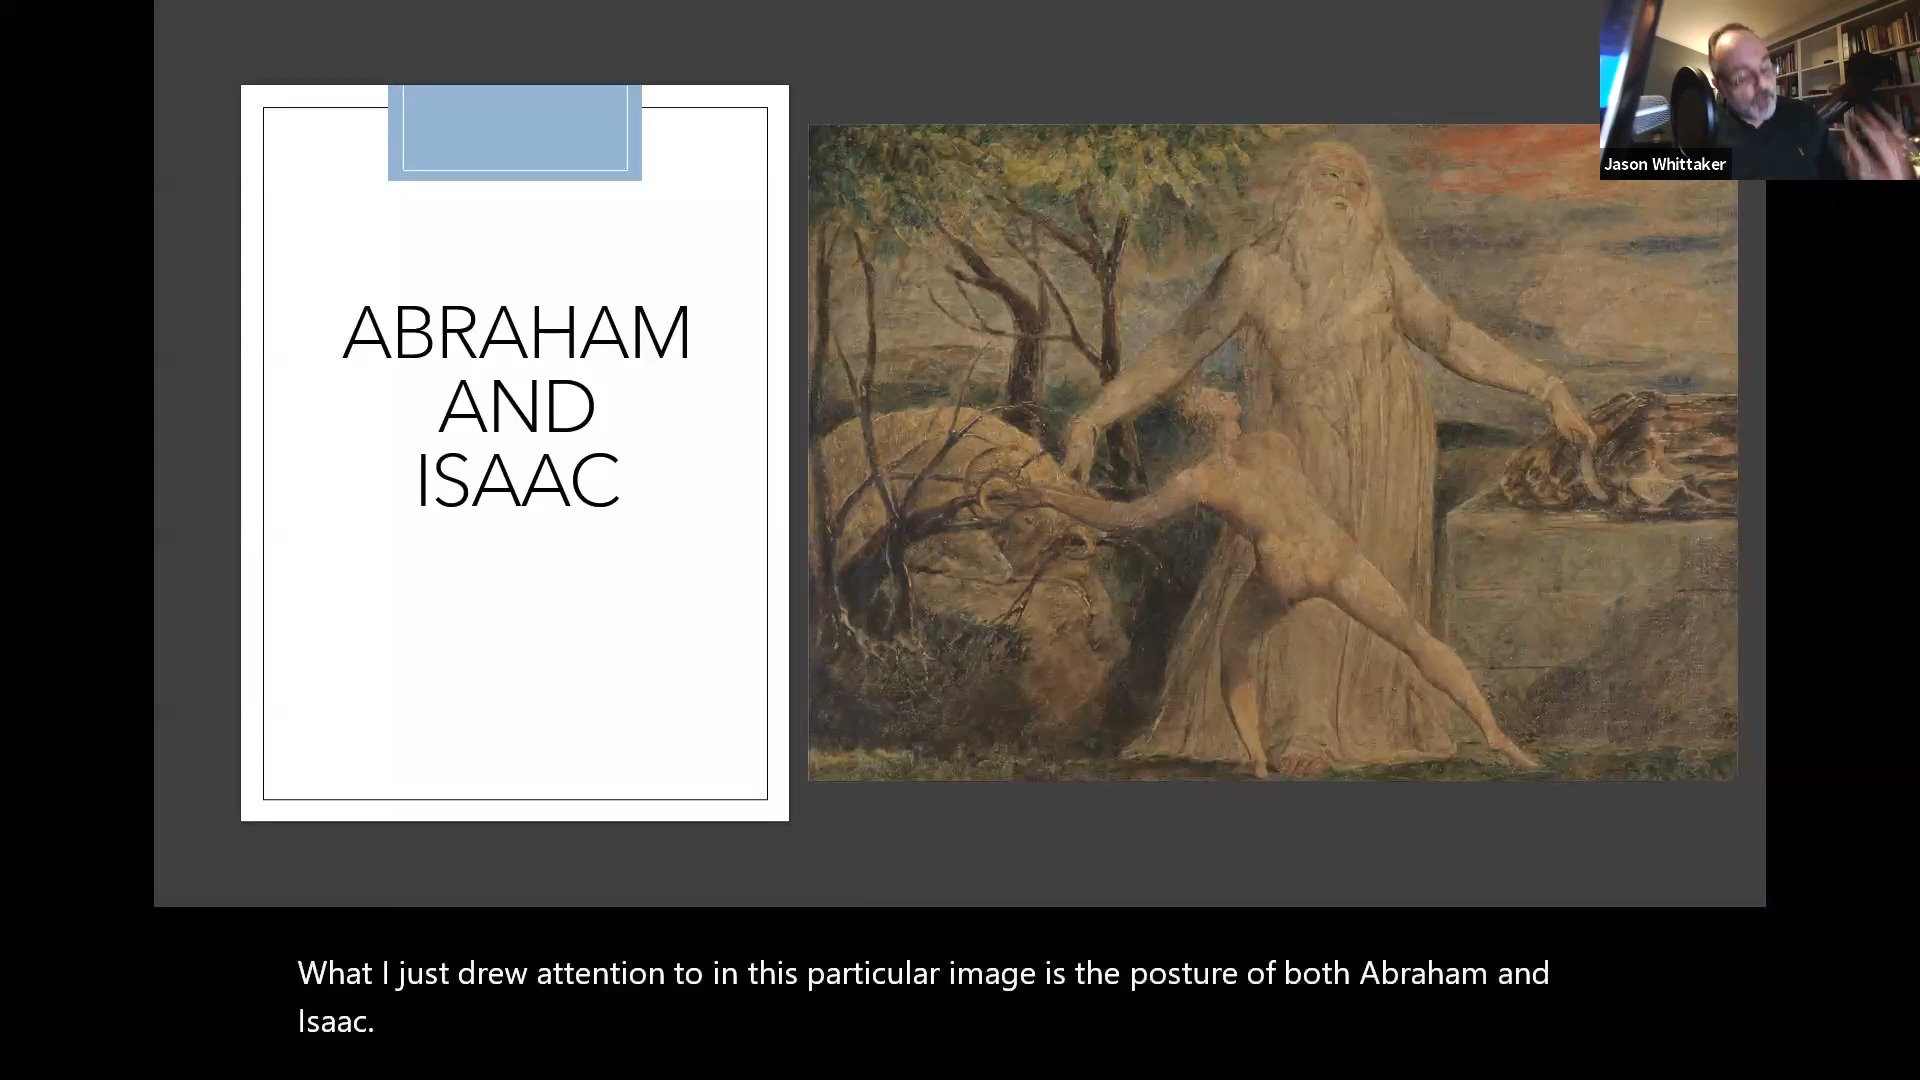 Jason Whittaker
ABRAHAM
AND
ISAAC
What I just drew attention to in this particular image is the posture of both Abraham and
Isaac.